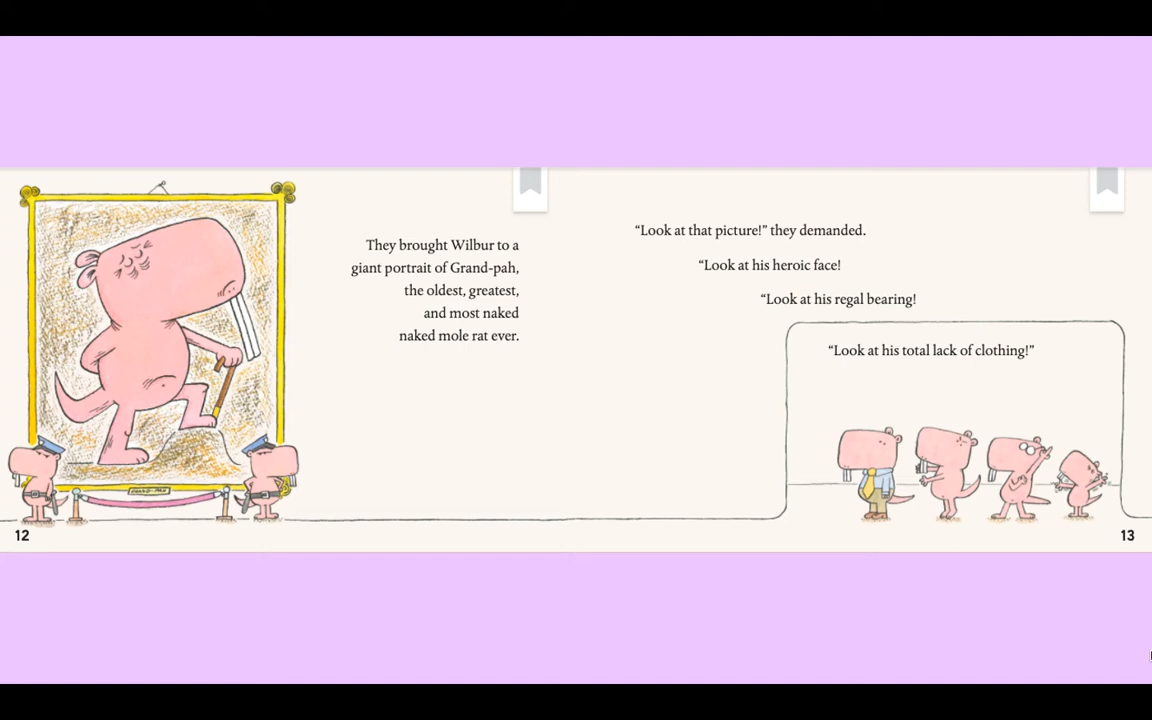 They brought Wilbur to a
giant portrait of Grand-pah,
the oldest, greatest,
and most naked
naked mole rat ever.
GRAND-PAH
12
“Look at that picture!” they demanded.
“Look at his heroic face!
“Look at his regal bearing!
“Look at his total lack of clothing!”
13